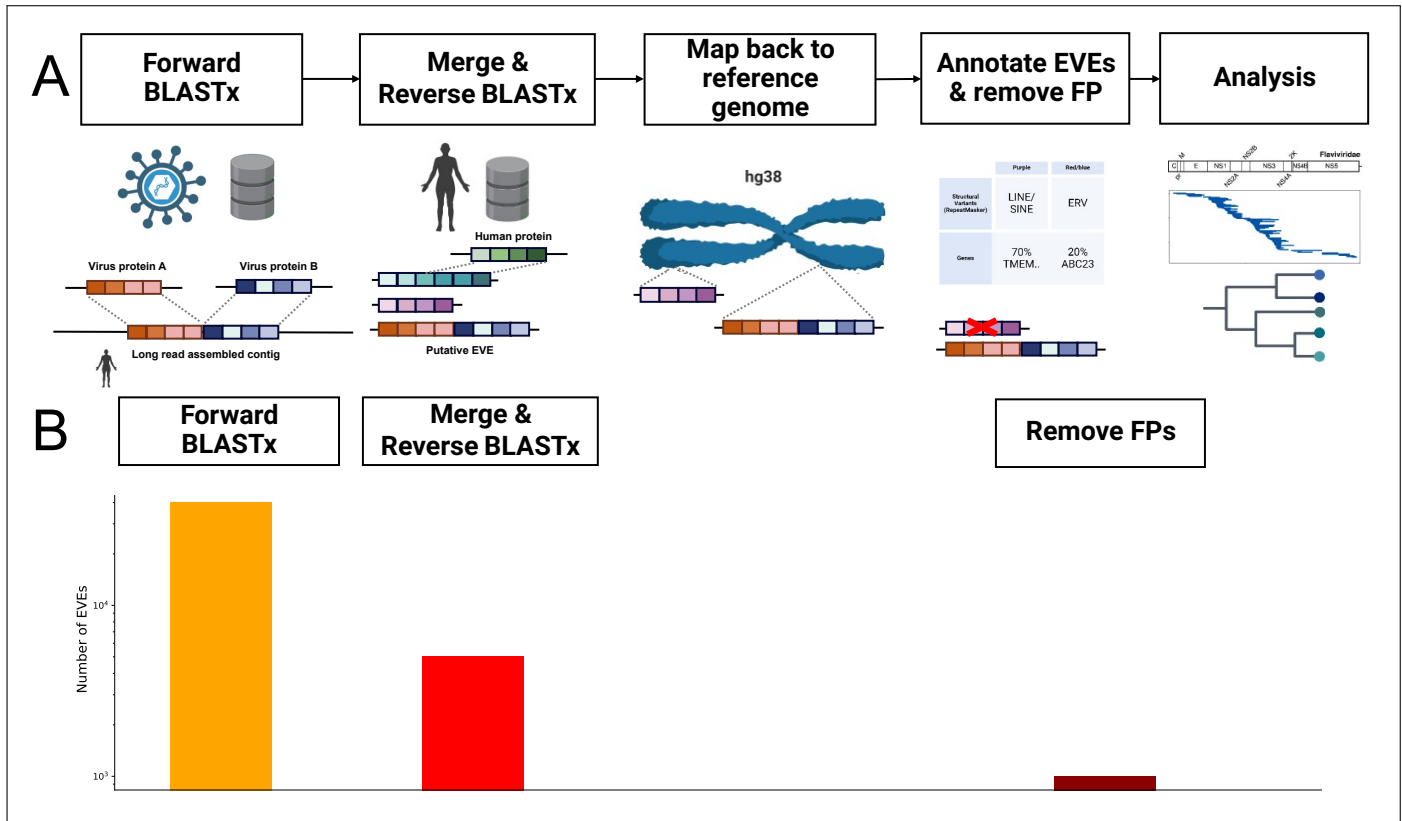 A
Forward
BLASTx
Merge &
Reverse BLASTx
Map back to
reference
genome
Annotate EVEs
& remove FP
Analysis
Virus protein A
Virus protein B
Long read assembled contig
Human protein
Putative EVE
hg38
Purple
Red/blue
Structural
Variants
(RepeatMasker)
LINE/
SINE
ERV
Genes
70%
TMEM..
20%
ABC23
M
NS2B
2K
Flaviviridae
C
E
NS1
NS3
NS4B
NS5
pr
NS2A
NS4A
B
Forward
BLASTx
Merge &
Reverse BLASTx
Remove FPs
Number of EVEs
10⁴
10³